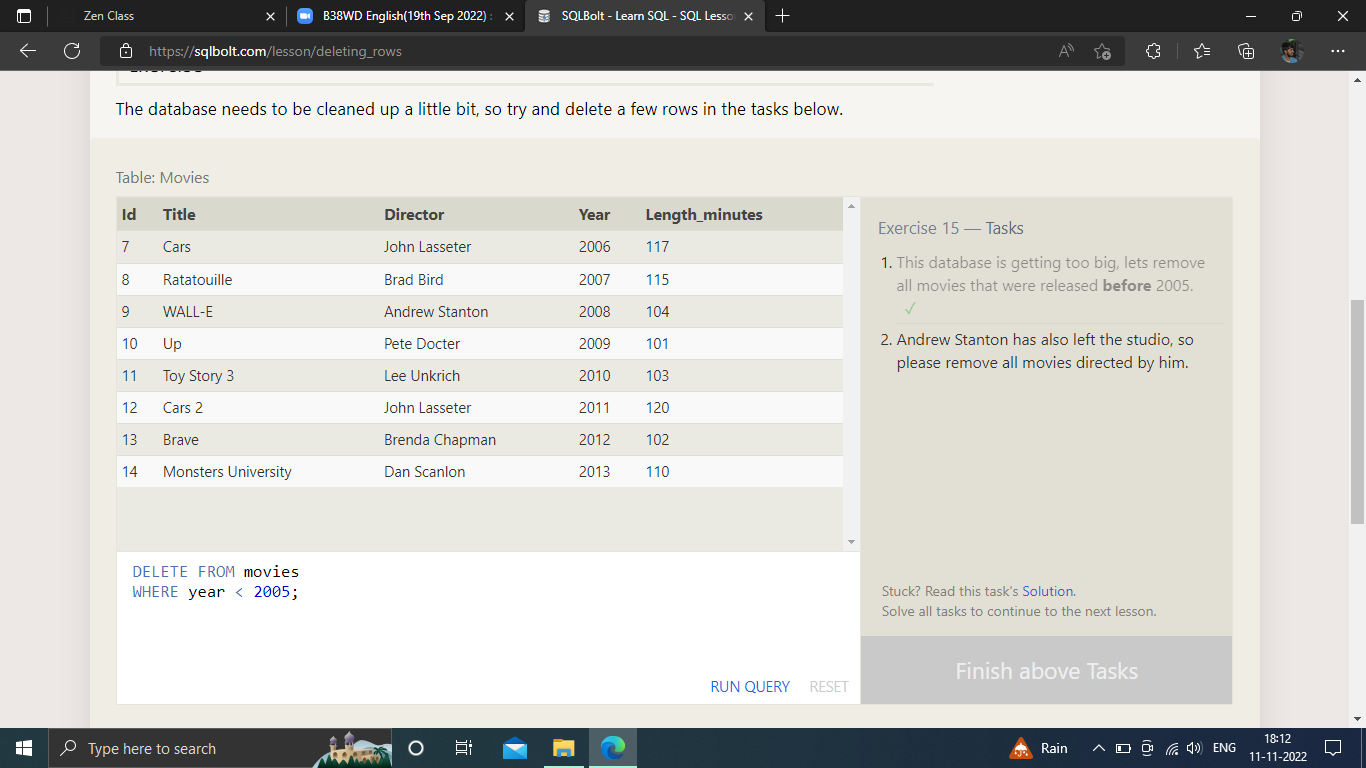 Zen Class
B38WD English(19th Sep 2022) :
SQLBolt - Learn SQL - SQL Lesso
https://sqlbolt.com/lesson/deleting_rows
The database needs to be cleaned up a little bit, so try and delete a few rows in the tasks below.
Table: Movies
Id Title Director Year Length_minutes
7 Cars John Lasseter 2006 117
8 Ratatouille Brad Bird 2007 115
9 WALL-E Andrew Stanton 2008 104
10 Up Pete Docter 2009 101
11 Toy Story 3 Lee Unkrich 2010 103
12 Cars 2 John Lasseter 2011 120
13 Brave Brenda Chapman 2012 102
14 Monsters University Dan Scanlon 2013 110
DELETE FROM movies
WHERE year < 2005;
RUN QUERY RESET
Exercise 15 — Tasks
1. This database is getting too big, lets remove
all movies that were released before 2005.
✓
2. Andrew Stanton has also left the studio, so
please remove all movies directed by him.
Stuck? Read this task's Solution.
Solve all tasks to continue to the next lesson.
Finish above Tasks
Type here to search
Rain
ENG
18:12
11-11-2022